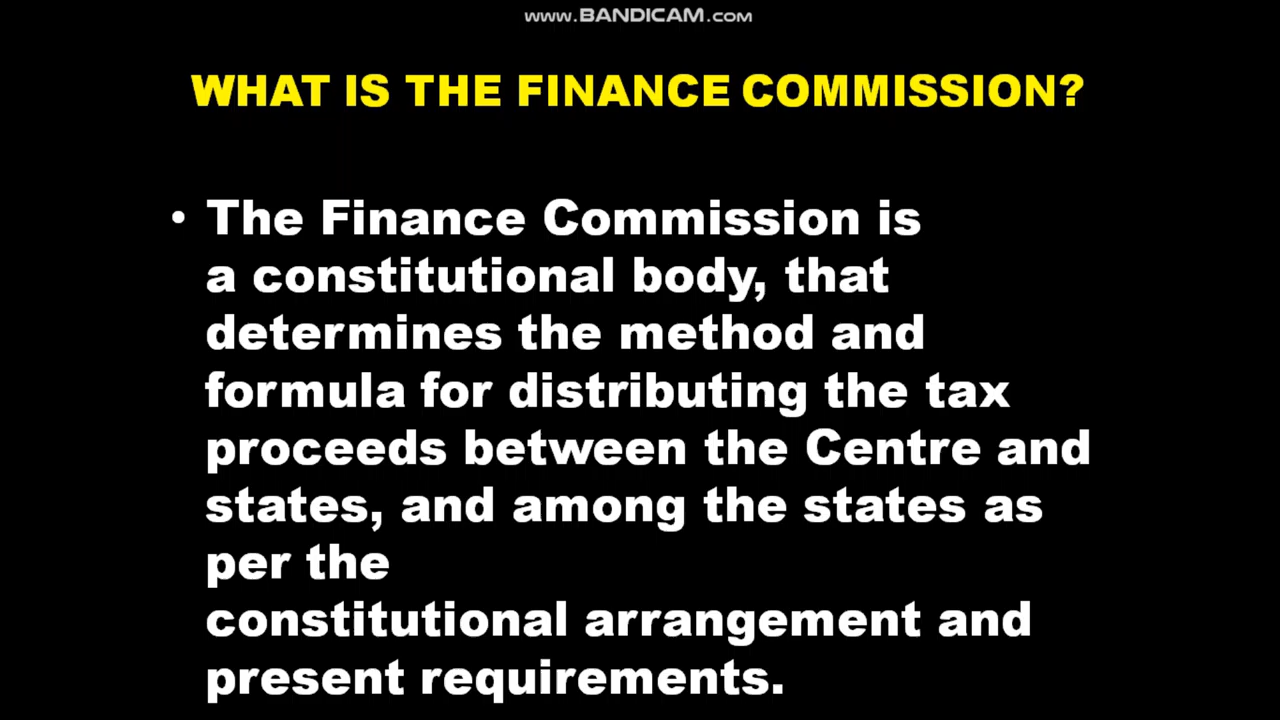 www.BANDICAM.com
WHAT IS THE FINANCE COMMISSION?
• The Finance Commission is
a constitutional body, that
determines the method and
formula for distributing the tax
proceeds between the Centre and
states, and among the states as
per the
constitutional arrangement and
present requirements.